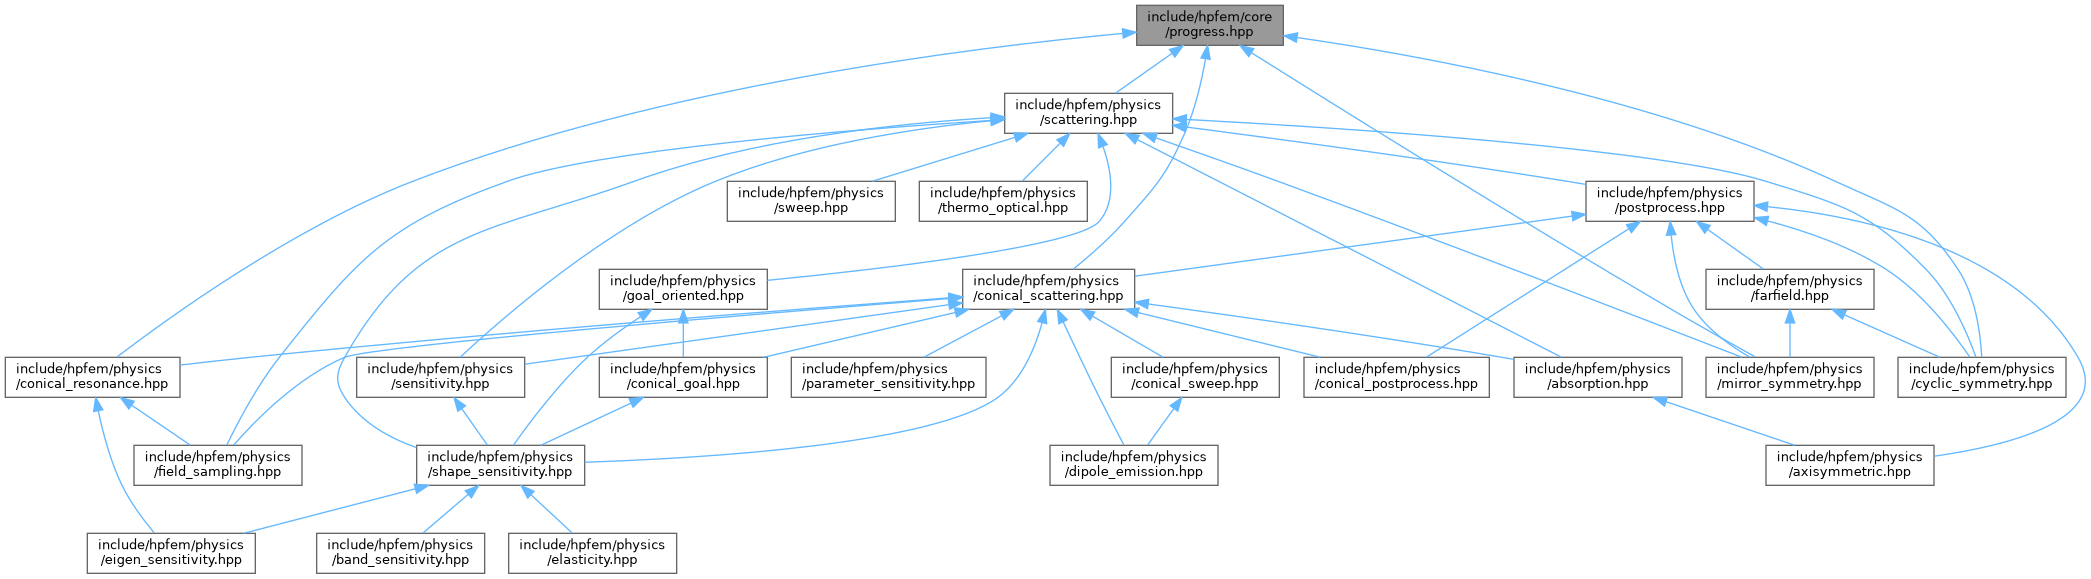 include/hpfem/core
/progress.hpp
include/hpfem/physics
/scattering.hpp
include/hpfem/physics
/sweep.hpp
include/hpfem/physics
/thermo_optical.hpp
include/hpfem/physics
/postprocess.hpp
include/hpfem/physics
/goal_oriented.hpp
include/hpfem/physics
/conical_scattering.hpp
include/hpfem/physics
/farfield.hpp
include/hpfem/physics
/conical_resonance.hpp
include/hpfem/physics
/sensitivity.hpp
include/hpfem/physics
/conical_goal.hpp
include/hpfem/physics
/parameter_sensitivity.hpp
include/hpfem/physics
/conical_sweep.hpp
include/hpfem/physics
/conical_postprocess.hpp
include/hpfem/physics
/absorption.hpp
include/hpfem/physics
/mirror_symmetry.hpp
include/hpfem/physics
/cyclic_symmetry.hpp
include/hpfem/physics
/field_sampling.hpp
include/hpfem/physics
/shape_sensitivity.hpp
include/hpfem/physics
/dipole_emission.hpp
include/hpfem/physics
/axisymmetric.hpp
include/hpfem/physics
/eigen_sensitivity.hpp
include/hpfem/physics
/band_sensitivity.hpp
include/hpfem/physics
/elasticity.hpp